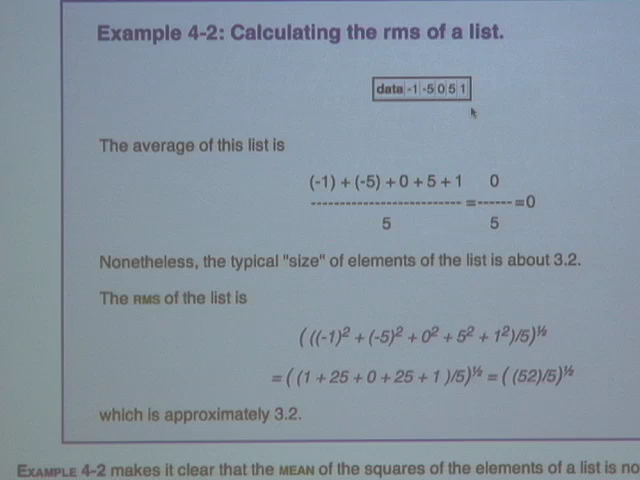 Example 4-2: Calculating the rms of a list.
data -1 -5 0 5 1
The average of this list is
(-1) + (-5) + 0 + 5 + 1 0
-------------------------- =------ =0
5 5
Nonetheless, the typical "size" of elements of the list is about 3.2.
The RMS of the list is
( ((-1)² + (-5)² + 0² + 5² + 1²)/5)½
= ( (1 + 25 + 0 + 25 + 1 )/5)½ = ( (52)/5)½
which is approximately 3.2.
EXAMPLE 4-2 makes it clear that the MEAN of the squares of the elements of a list is no